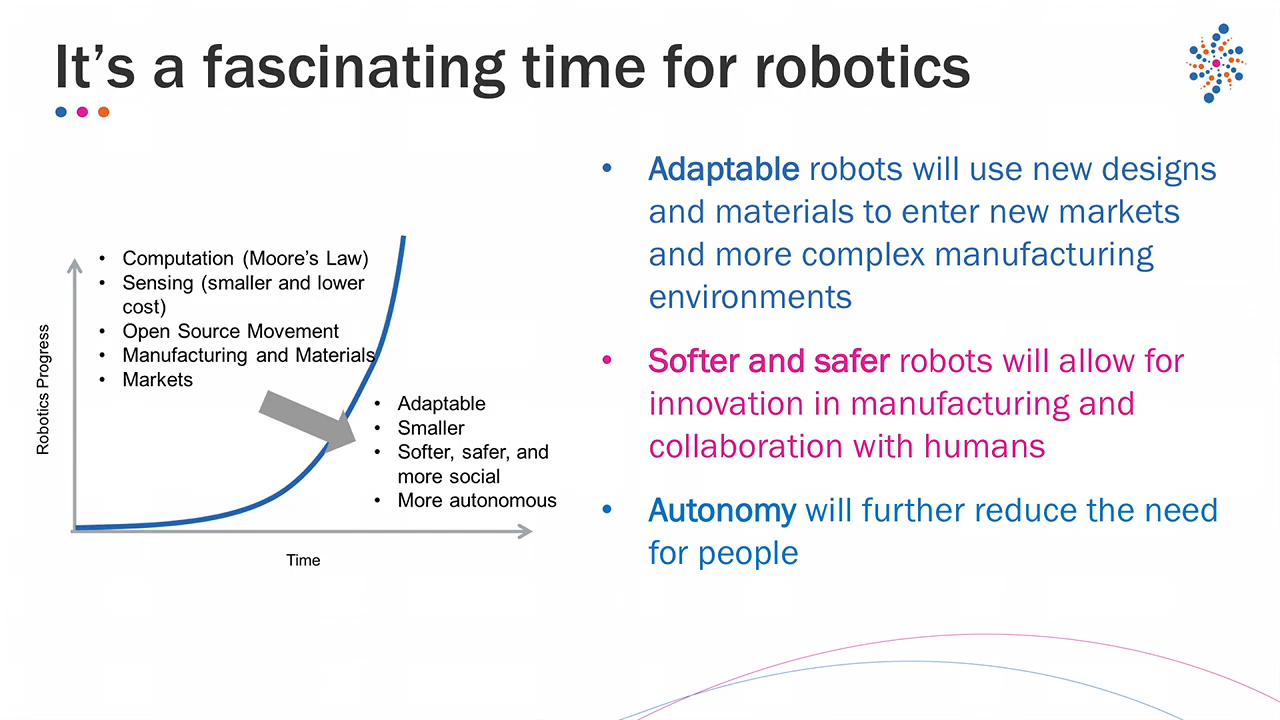 It’s a fascinating time for robotics
• Computation (Moore’s Law)
• Sensing (smaller and lower
cost)
• Open Source Movement
• Manufacturing and Materials
• Markets
• Adaptable
• Smaller
• Softer, safer, and
more social
• More autonomous
Robotics Progress
Time
• Adaptable robots will use new designs
and materials to enter new markets
and more complex manufacturing
environments
• Softer and safer robots will allow for
innovation in manufacturing and
collaboration with humans
• Autonomy will further reduce the need
for people